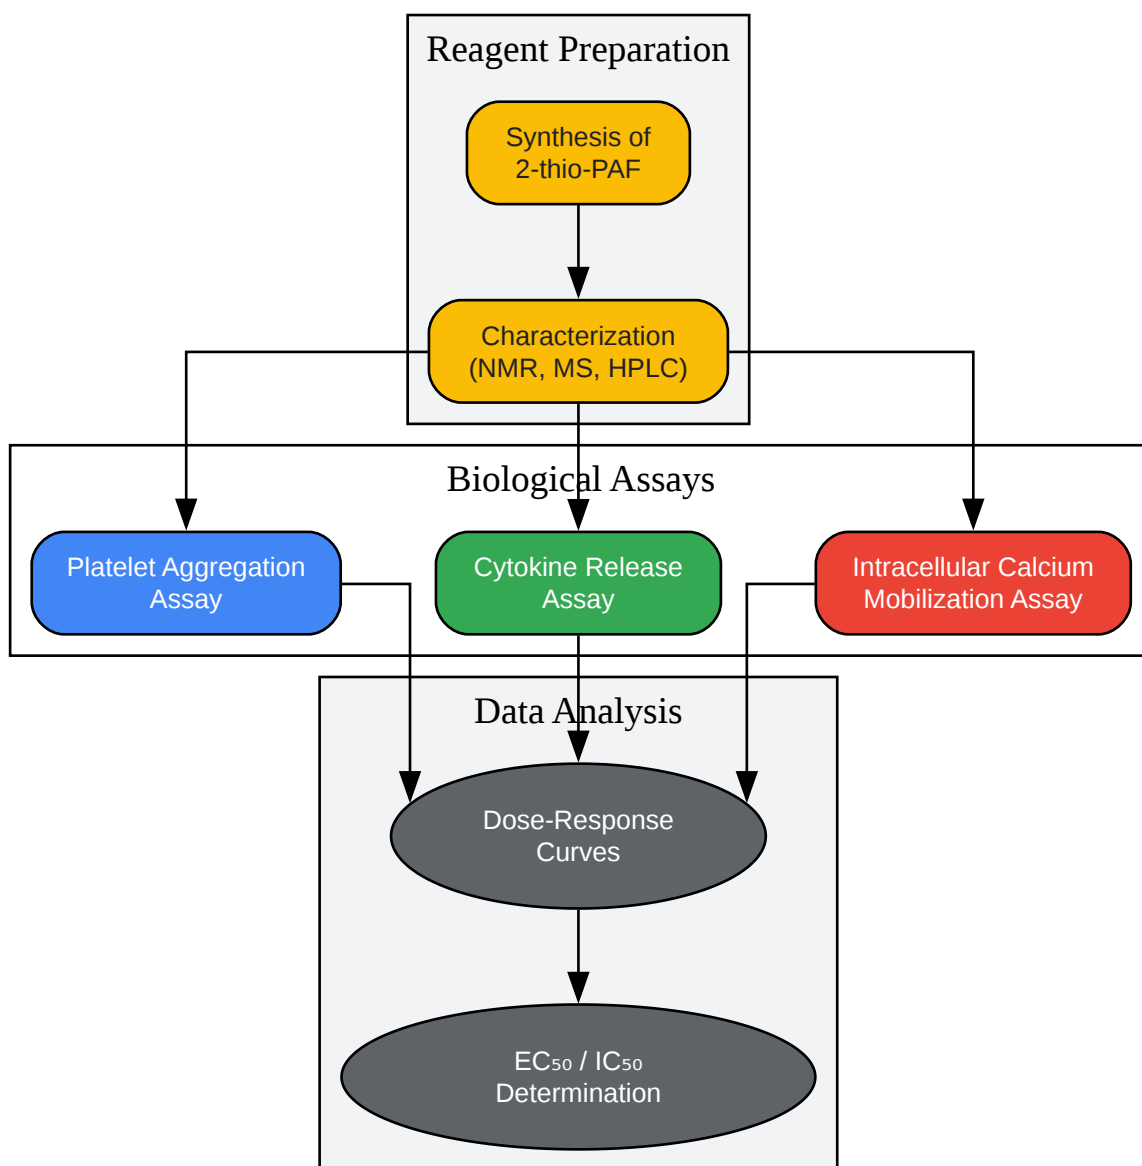 Reagent Preparation
Synthesis of
2-thio-PAF
Characterization
(NMR, MS, HPLC)
Biological Assays
Platelet Aggregation
Assay
Cytokine Release
Assay
Intracellular Calcium
Mobilization Assay
Data Analysis
Dose-Response
Curves
EC₅₀ / IC₅₀
Determination